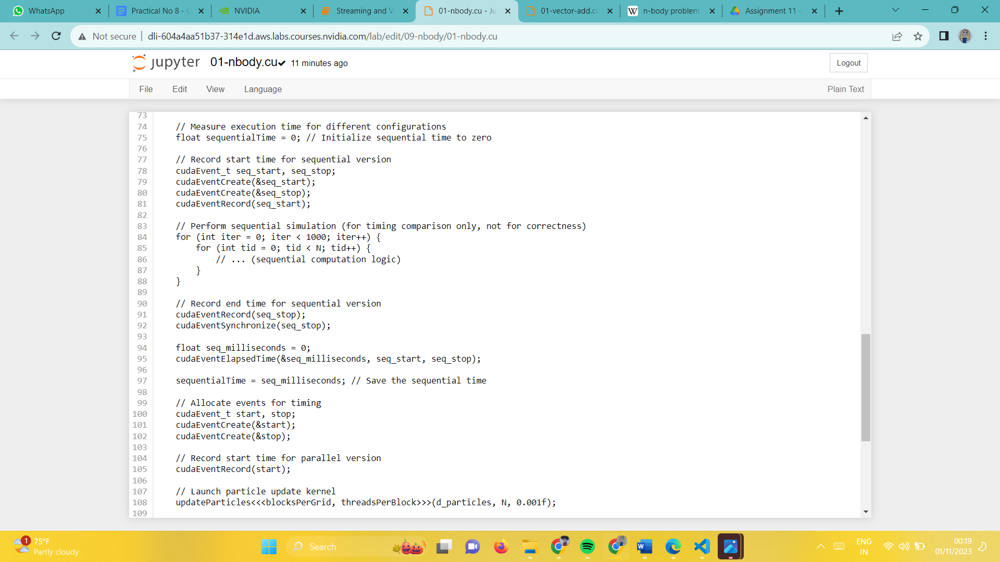 WhatsApp
Practical No 8 - G
NVIDIA
Streaming and Vi
01-nbody.cu - Ju
01-vector-add.cu
W n-body problem
Assignment 11 -
Not secure | dli-604a4aa51b37-314e1d.aws.labs.courses.nvidia.com/lab/edit/09-nbody/01-nbody.cu
jupyter 01-nbody.cu 11 minutes ago
Logout
File Edit View Language
Plain Text
73
74 // Measure execution time for different configurations
75 float sequentialTime = 0; // Initialize sequential time to zero
76
77 // Record start time for sequential version
78 cudaEvent_t seq_start, seq_stop;
79 cudaEventCreate(&seq_start);
80 cudaEventCreate(&seq_stop);
81 cudaEventRecord(seq_start);
82
83 // Perform sequential simulation (for timing comparison only, not for correctness)
84 for (int iter = 0; iter < 1000; iter++) {
85 for (int tid = 0; tid < N; tid++) {
86 // ... (sequential computation logic)
87 }
88 }
89
90 // Record end time for sequential version
91 cudaEventRecord(seq_stop);
92 cudaEventSynchronize(seq_stop);
93
94 float seq_milliseconds = 0;
95 cudaEventElapsedTime(&seq_milliseconds, seq_start, seq_stop);
96
97 sequentialTime = seq_milliseconds; // Save the sequential time
98
99 // Allocate events for timing
100 cudaEvent_t start, stop;
101 cudaEventCreate(&start);
102 cudaEventCreate(&stop);
103
104 // Record start time for parallel version
105 cudaEventRecord(start);
106
107 // Launch particle update kernel
108 updateParticles<<<blocksPerGrid, threadsPerBlock>>>(d_particles, N, 0.001f);
109
1
75°F
Partly cloudy
Search
W
ENG
IN
00:19
01/11/2023